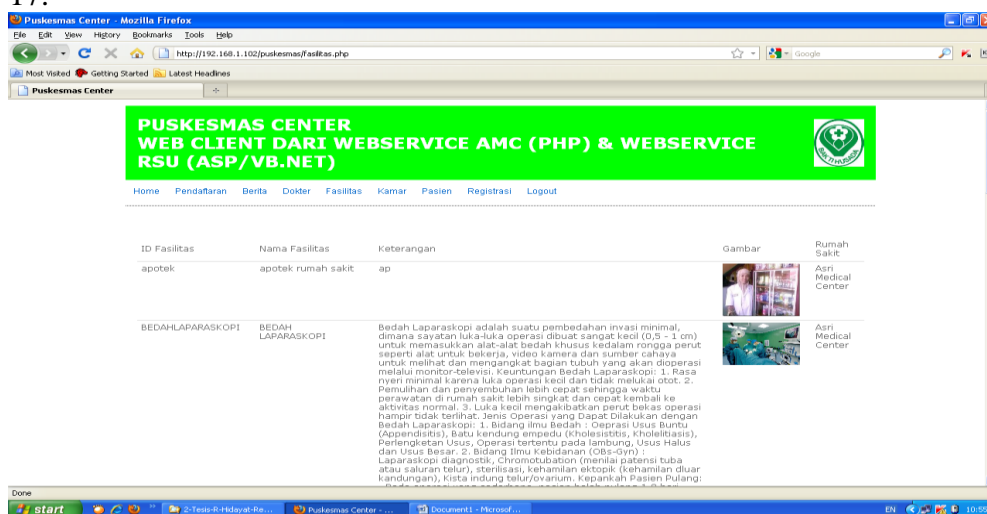 17.
Puskesmas Center - Mozilla Firefox
File Edit View History Bookmarks Tools Help
http://192.168.1.102/puskesmas/fasilitas.php
Google
Most Visited Getting Started Latest Headlines
Puskesmas Center
PUSKESMAS CENTER
WEB CLIENT DARI WEBSERVICE AMC (PHP) & WEBSERVICE
RSU (ASP/VB.NET)
BAKTI HUSADA
Home Pendaftaran Berita Dokter Fasilitas Kamar Pasien Registrasi Logout
ID Fasilitas Nama Fasilitas Keterangan Gambar Rumah
Sakit
apotek apotek rumah sakit ap Asri
Medical
Center
BEDAHLAPARASKOPI BEDAH
LAPARASKOPI
Bedah Laparaskopi adalah suatu pembedahan invasi minimal,
dimana sayatan luka-luka operasi dibuat sangat kecil (0,5 - 1 cm)
untuk memasukkan alat-alat bedah khusus kedalam rongga perut
seperti alat untuk bekerja, video kamera dan sumber cahaya
untuk melihat dan mengangkat bagian tubuh yang akan dioperasi
melalui monitor-televisi. Keuntungan Bedah Laparaskopi: 1. Rasa
nyeri minimal karena luka operasi kecil dan tidak melukai otot. 2.
Pemulihan dan penyembuhan lebih cepat sehingga waktu
perawatan di rumah sakit lebih singkat dan cepat kembali ke
aktivitas normal. 3. Luka kecil mengakibatkan perut bekas operasi
hampir tidak terlihat. Jenis Operasi yang Dapat Dilakukan dengan
Bedah Laparaskopi: 1. Bidang ilmu Bedah : Oeprasi Usus Buntu
(Appendisitis), Batu kendung empedu (Kholesistitis, Kholelitiasis),
Perlengketan Usus, Operasi tertentu pada lambung, Usus Halus
dan Usus Besar. 2. Bidang Ilmu Kebidanan (OBs-Gyn) :
Laparaskopi diagnostik, Chromotubation (menilai patensi tuba
atau saluran telur), sterilisasi, kehamilan ektopik (kehamilan dluar
kandungan), Kista indung telur/ovarium. Kepankah Pasien Pulang:
Asri
Medical
Center
Done
start 2-Tesis-R-Hidayat-Re... Puskesmas Center - ... Document1 - Microsof... EN 10:55